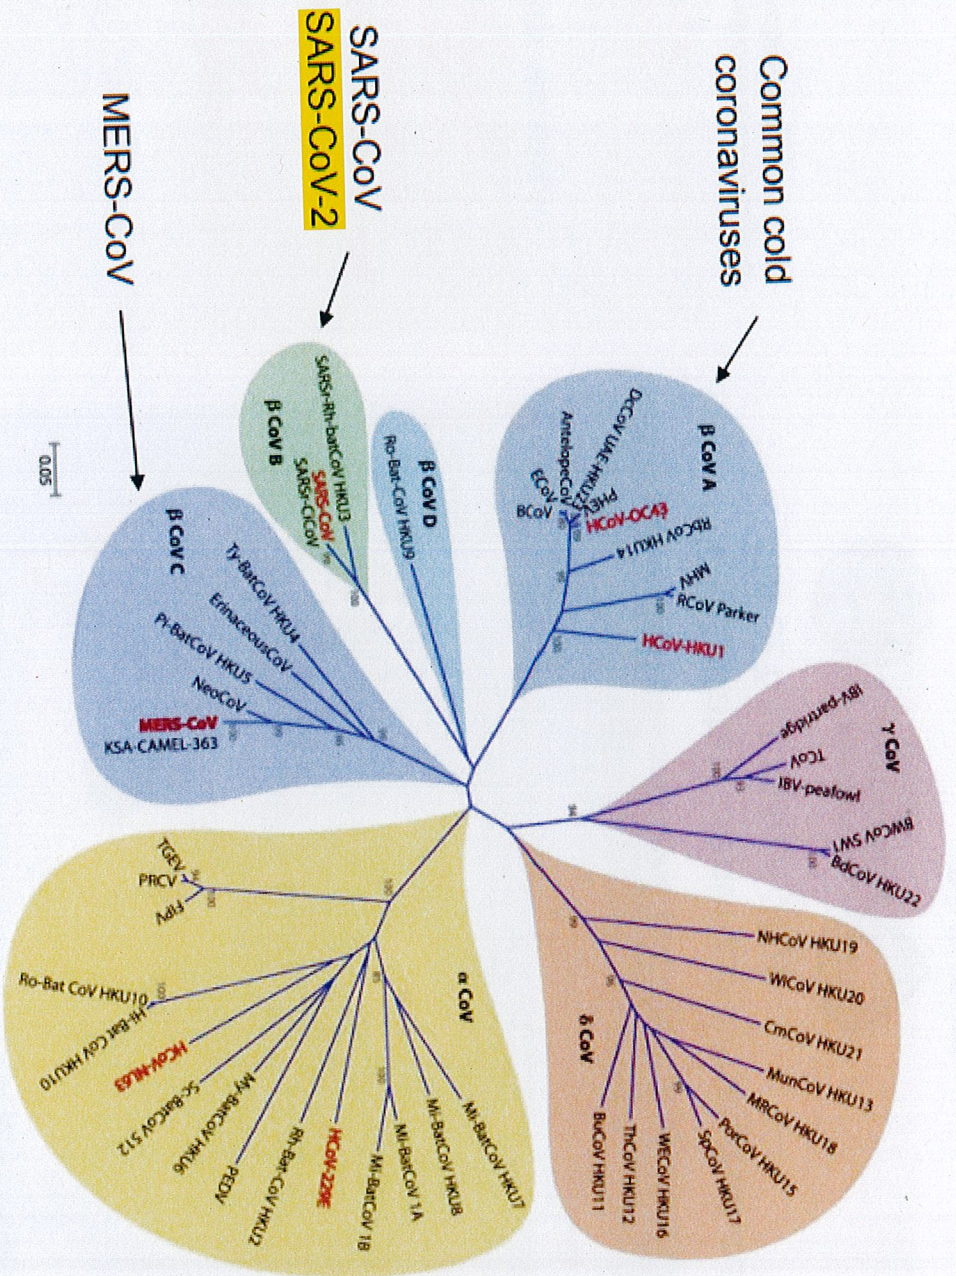 Common cold
coronaviruses
SARS-CoV
SARS-CoV-2
MERS-CoV
β CoV A
DcCoV UAE-HKU23
AntelopeCoV
ECoV
BCoV
PHEV
HCoV-OC43
RbCoV HKU14
MHV
RCoV Parker
HCoV-HKU1
β CoV D
Ro-Bat-CoV HKU9
β CoV B
SARSr-Rh-batCoV HKU3
SARS-CoV
SARSr-CiCoV
β CoV C
Ty-BatCoV HKU4
ErinaceousCoV
Pi-BatCoV HKU5
NeoCoV
MERS-CoV
KSA-CAMEL-363
0.05
γ CoV
IBV-partridge
TCoV
IBV-peafowl
BWCoV SW1
BdCoV HKU22
δ CoV
NHCoV HKU19
WiCoV HKU20
CmCoV HKU21
MunCoV HKU13
MRCoV HKU18
PorCoV HKU15
SpCoV HKU17
WECoV HKU16
ThCoV HKU12
BuCoV HKU11
α CoV
Mi-BatCoV HKU7
Mi-BatCoV HKU8
Mi-BatCoV 1A
Mi-BatCoV 1B
HCoV-229E
Rh-Bat-CoV HKU2
PEDV
My-BatCoV HKU6
Sc-BatCoV 512
HCoV-NL63
Hi-Bat CoV HKU10
Ro-Bat CoV HKU10
FIPV
PRCV
TGEV